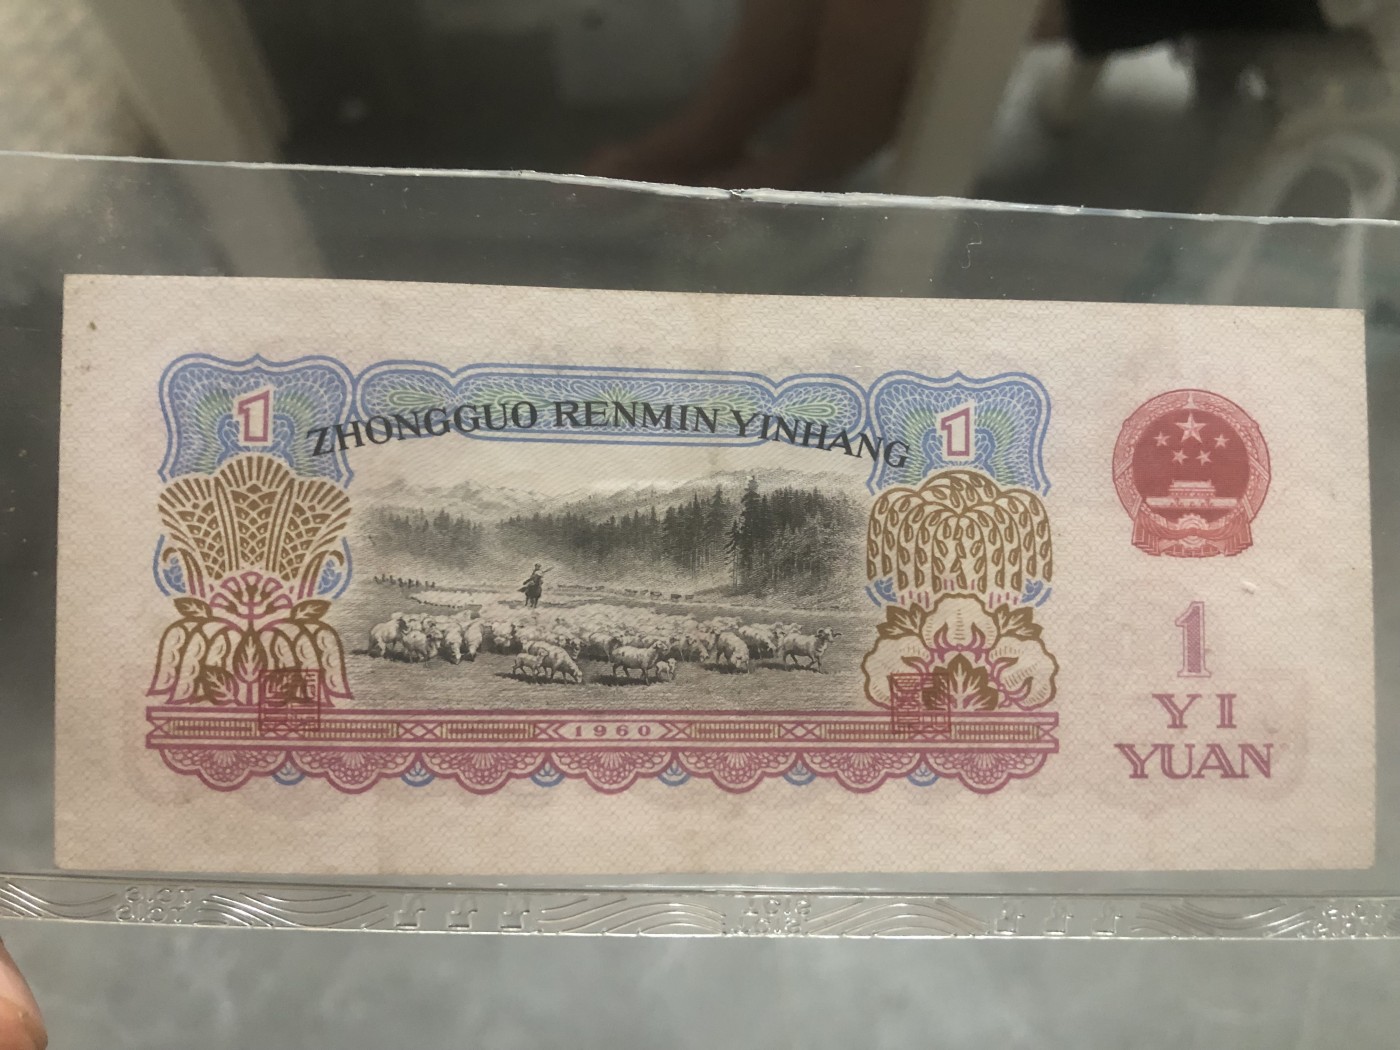 1
ZHONGGUO RENMIN YINHANG
1
1960
1
YI
YUAN